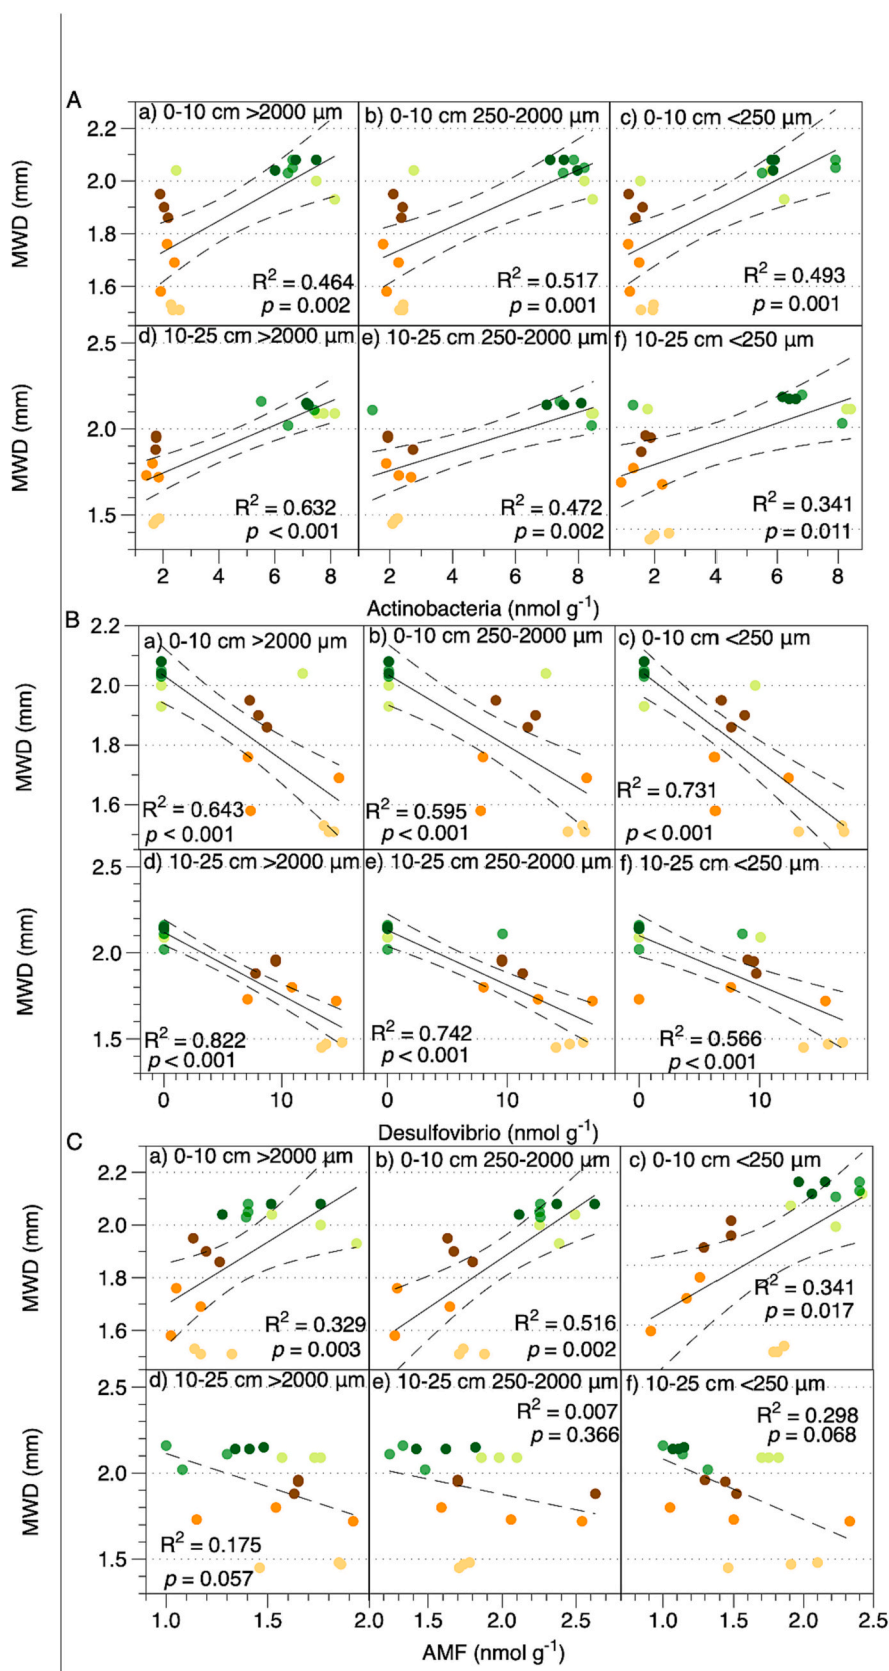 A
a) 0-10 cm >2000 µm
b) 0-10 cm 250-2000 µm
c) 0-10 cm <250 µm
2.2
2.0
1.8
1.6
MWD (mm)
R² = 0.464
p = 0.002
R² = 0.517
p = 0.001
R² = 0.493
p = 0.001
d) 10-25 cm >2000 µm
e) 10-25 cm 250-2000 µm
f) 10-25 cm <250 µm
2.5
2.0
1.5
MWD (mm)
R² = 0.632
p < 0.001
R² = 0.472
p = 0.002
R² = 0.341
p = 0.011
2 4 6 8 2 4 6 8 2 4 6 8
Actinobacteria (nmol g⁻¹)
B
a) 0-10 cm >2000 µm
b) 0-10 cm 250-2000 µm
c) 0-10 cm <250 µm
2.2
2.0
1.8
1.6
MWD (mm)
R² = 0.643
p < 0.001
R² = 0.595
p < 0.001
R² = 0.731
p < 0.001
d) 10-25 cm >2000 µm
e) 10-25 cm 250-2000 µm
f) 10-25 cm <250 µm
2.5
2.0
1.5
MWD (mm)
R² = 0.822
p < 0.001
R² = 0.742
p < 0.001
R² = 0.566
p < 0.001
0 10 0 10 0 10
Desulfovibrio (nmol g⁻¹)
C
a) 0-10 cm >2000 µm
b) 0-10 cm 250-2000 µm
c) 0-10 cm <250 µm
2.2
2.0
1.8
1.6
MWD (mm)
R² = 0.329
p = 0.003
R² = 0.516
p = 0.002
R² = 0.341
p = 0.017
d) 10-25 cm >2000 µm
e) 10-25 cm 250-2000 µm
f) 10-25 cm <250 µm
2.5
2.0
1.5
MWD (mm)
R² = 0.175
p = 0.057
R² = 0.007
p = 0.366
R² = 0.298
p = 0.068
1.0 1.5 2.0 1.5 2.0 2.5 1.0 1.5 2.0 2.5
AMF (nmol g⁻¹)